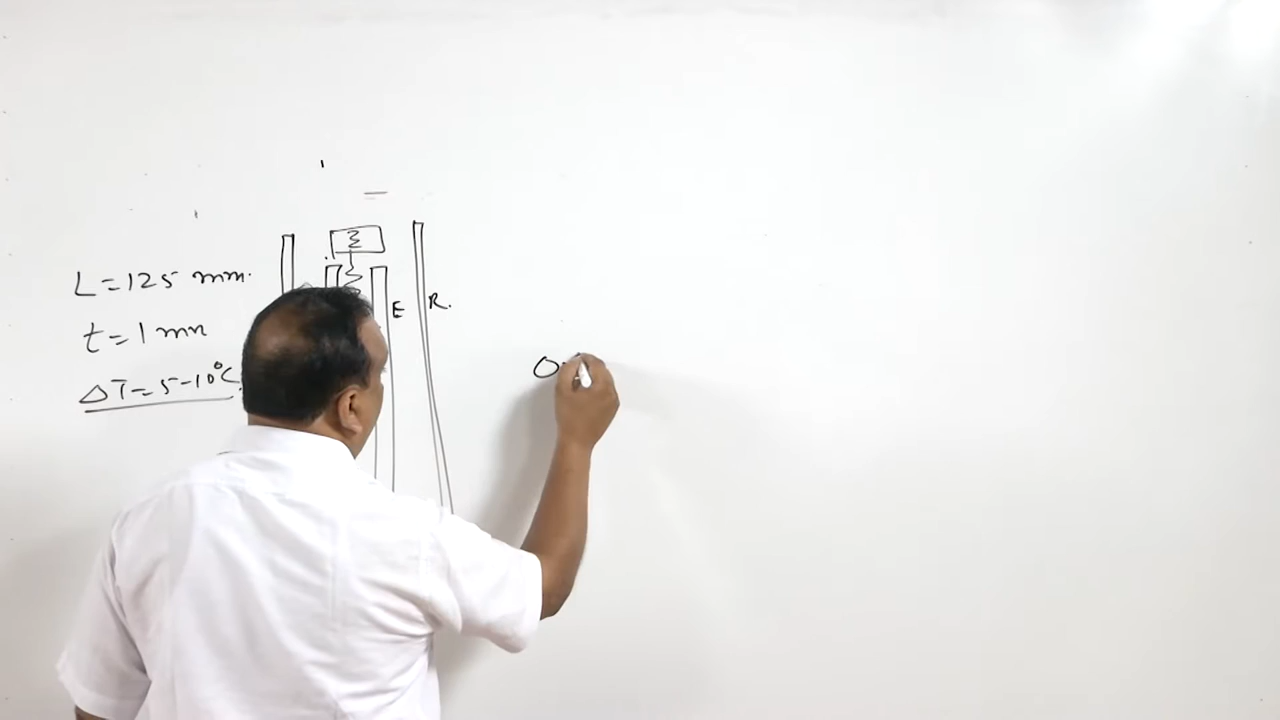 L=125 mm.
t=1 mm
ΔT=5-10°C.
E
R.